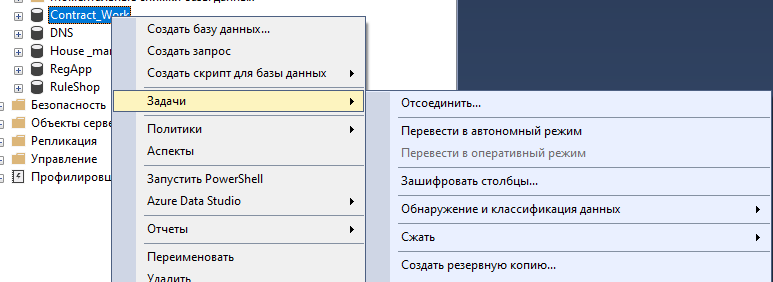 Contract_Work
DNS
House _ma
RegApp
RuleShop
Безопасность
Объекты серве
Репликация
Управление
Профилировщ
Создать базу данных...
Создать запрос
Создать скрипт для базы данных
Задачи
Политики
Аспекты
Запустить PowerShell
Azure Data Studio
Отчеты
Переименовать
Удалить
Отсоединить...
Перевести в автономный режим
Перевести в оперативный режим
Зашифровать столбцы...
Обнаружение и классификация данных
Сжать
Создать резервную копию...